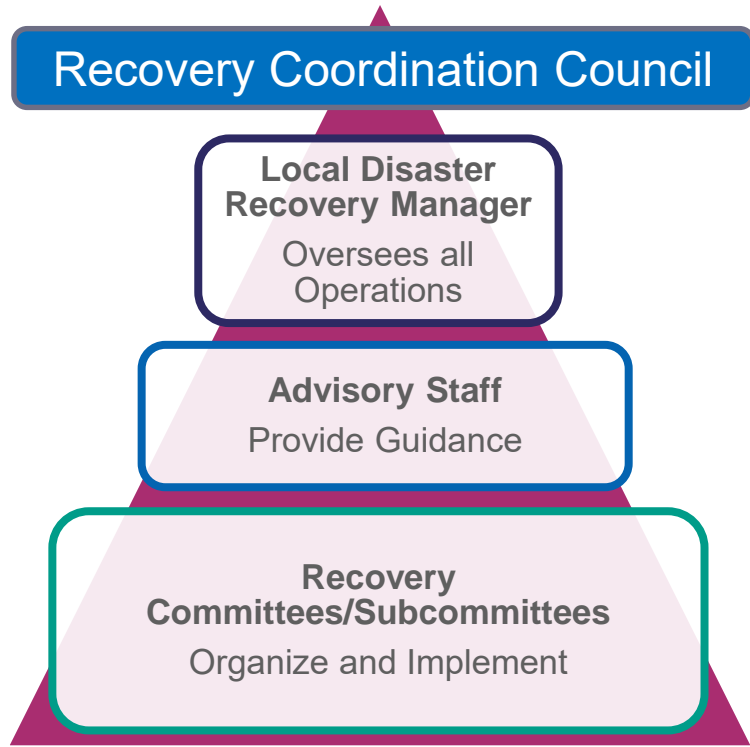 Recovery Coordination Council
Local Disaster
Recovery Manager
Oversees all
Operations
Advisory Staff
Provide Guidance
Recovery
Committees/Subcommittees
Organize and Implement